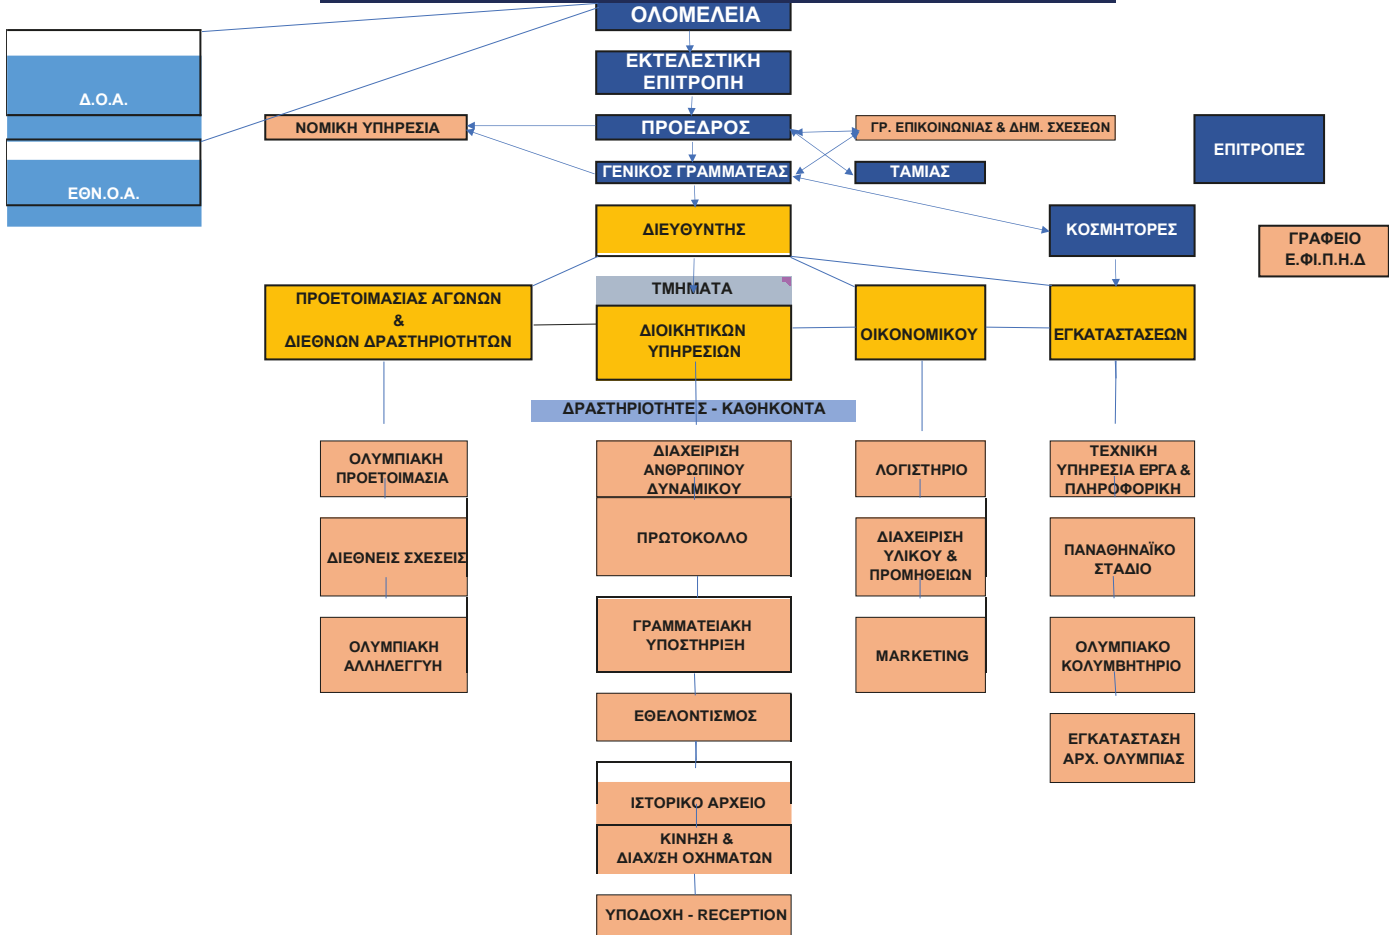 ΟΛΟΜΕΛΕΙΑ
ΕΚΤΕΛΕΣΤΙΚΗ
ΕΠΙΤΡΟΠΗ
Δ.Ο.Α.
ΝΟΜΙΚΗ ΥΠΗΡΕΣΙΑ
ΠΡΟΕΔΡΟΣ
ΓΡ. ΕΠΙΚΟΙΝΩΝΙΑΣ & ΔΗΜ. ΣΧΕΣΕΩΝ
ΕΠΙΤΡΟΠΕΣ
ΓΕΝΙΚΟΣ ΓΡΑΜΜΑΤΕΑΣ
ΤΑΜΙΑΣ
ΕΘΝ.Ο.Α.
ΔΙΕΥΘΥΝΤΗΣ
ΚΟΣΜΗΤΟΡΕΣ
ΓΡΑΦΕΙΟ
Ε.ΦΙ.Π.Η.Δ
ΤΜΗΜΑΤΑ
ΠΡΟΕΤΟΙΜΑΣΙΑΣ ΑΓΩΝΩΝ
&
ΔΙΕΘΝΩΝ ΔΡΑΣΤΗΡΙΟΤΗΤΩΝ
ΔΙΟΙΚΗΤΙΚΩΝ
ΥΠΗΡΕΣΙΩΝ
ΟΙΚΟΝΟΜΙΚΟΥ
ΕΓΚΑΤΑΣΤΑΣΕΩΝ
ΔΡΑΣΤΗΡΙΟΤΗΤΕΣ - ΚΑΘΗΚΟΝΤΑ
ΟΛΥΜΠΙΑΚΗ
ΠΡΟΕΤΟΙΜΑΣΙΑ
ΔΙΑΧΕΙΡΙΣΗ
ΑΝΘΡΩΠΙΝΟΥ
ΔΥΝΑΜΙΚΟΥ
ΛΟΓΙΣΤΗΡΙΟ
ΤΕΧΝΙΚΗ
ΥΠΗΡΕΣΙΑ ΕΡΓΑ &
ΠΛΗΡΟΦΟΡΙΚΗ
ΔΙΕΘΝΕΙΣ ΣΧΕΣΕΙΣ
ΠΡΩΤΟΚΟΛΛΟ
ΔΙΑΧΕΙΡΙΣΗ
ΥΛΙΚΟΥ &
ΠΡΟΜΗΘΕΙΩΝ
ΠΑΝΑΘΗΝΑΪΚΟ
ΣΤΑΔΙΟ
ΟΛΥΜΠΙΑΚΗ
ΑΛΛΗΛΕΓΓΥΗ
ΓΡΑΜΜΑΤΕΙΑΚΗ
ΥΠΟΣΤΗΡΙΞΗ
MARKETING
ΟΛΥΜΠΙΑΚΟ
ΚΟΛΥΜΒΗΤΗΡΙΟ
ΕΘΕΛΟΝΤΙΣΜΟΣ
ΕΓΚΑΤΑΣΤΑΣΗ
ΑΡΧ. ΟΛΥΜΠΙΑΣ
ΙΣΤΟΡΙΚΟ ΑΡΧΕΙΟ
ΚΙΝΗΣΗ &
ΔΙΑΧ/ΣΗ ΟΧΗΜΑΤΩΝ
ΥΠΟΔΟΧΗ - RECEPTION